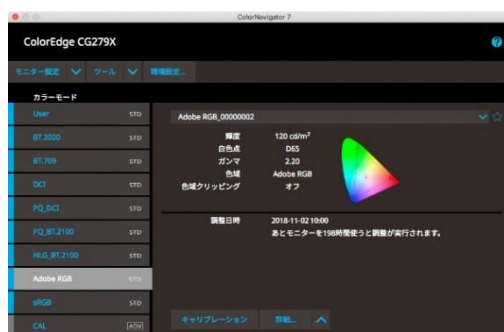 ColorNavigator 7
ColorEdge CG279X
モニター設定 ツール 環境設定...
カラーモード
User STD
BT.2020 STD
BT.709 STD
DCI STD
PQ_DCI STD
PQ_BT.2100 STD
HLG_BT.2100 STD
Adobe RGB STD
sRGB STD
CAL ADV
Adobe RGB_00000002
輝度 120 cd/m²
白色点 D65
ガンマ 2.20
色域 Adobe RGB
色域クリッピング オフ
調整日時 2018-11-02 10:00
あとモニターを198時間使うと調整が実行されます。
キャリブレーション 詳細...